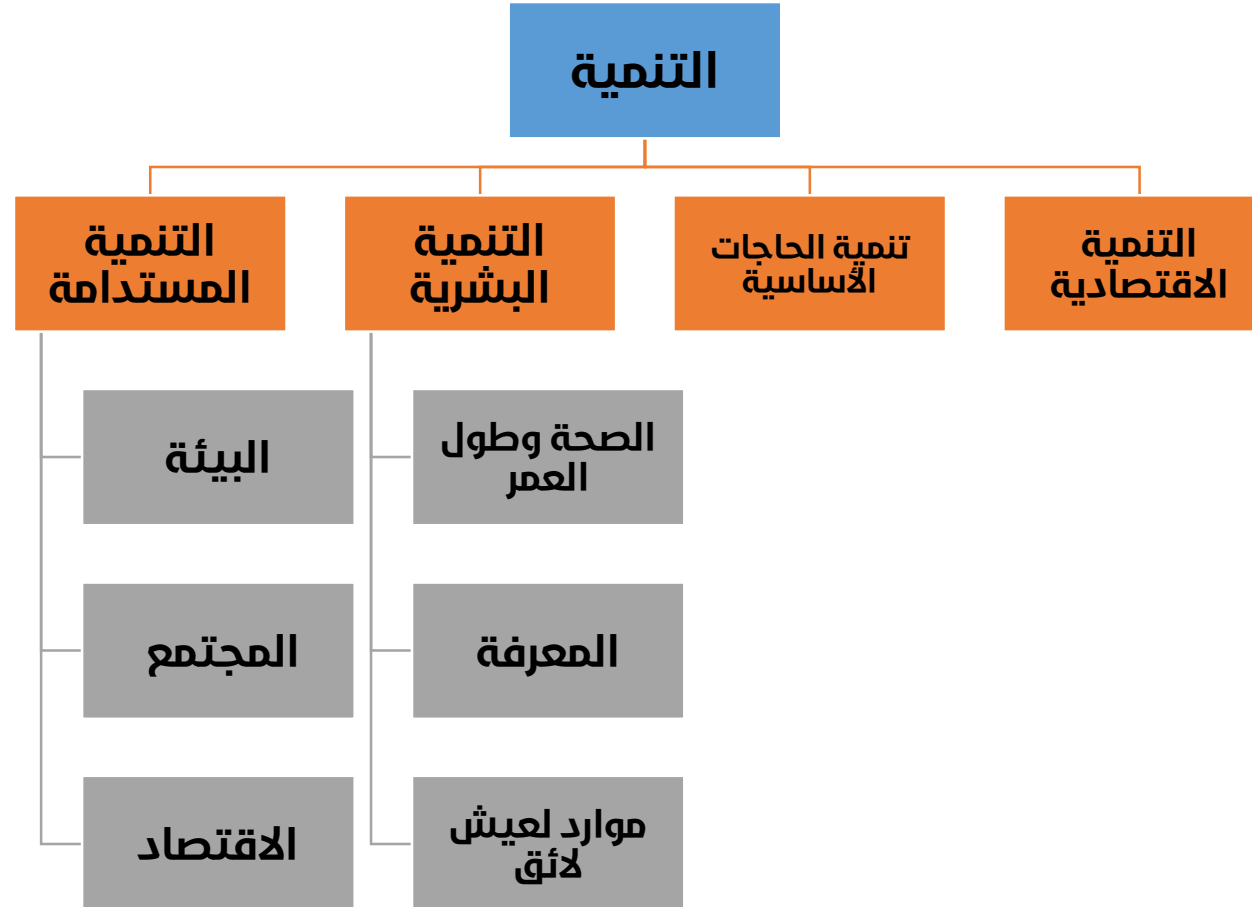 التنمية
التنمية
الاقتصادية
تنمية الحاجات
الأساسية
التنمية
البشرية
الصحة وطول
العمر
المعرفة
موارد لعيش
لائق
التنمية
المستدامة
البيئة
المجتمع
الاقتصاد